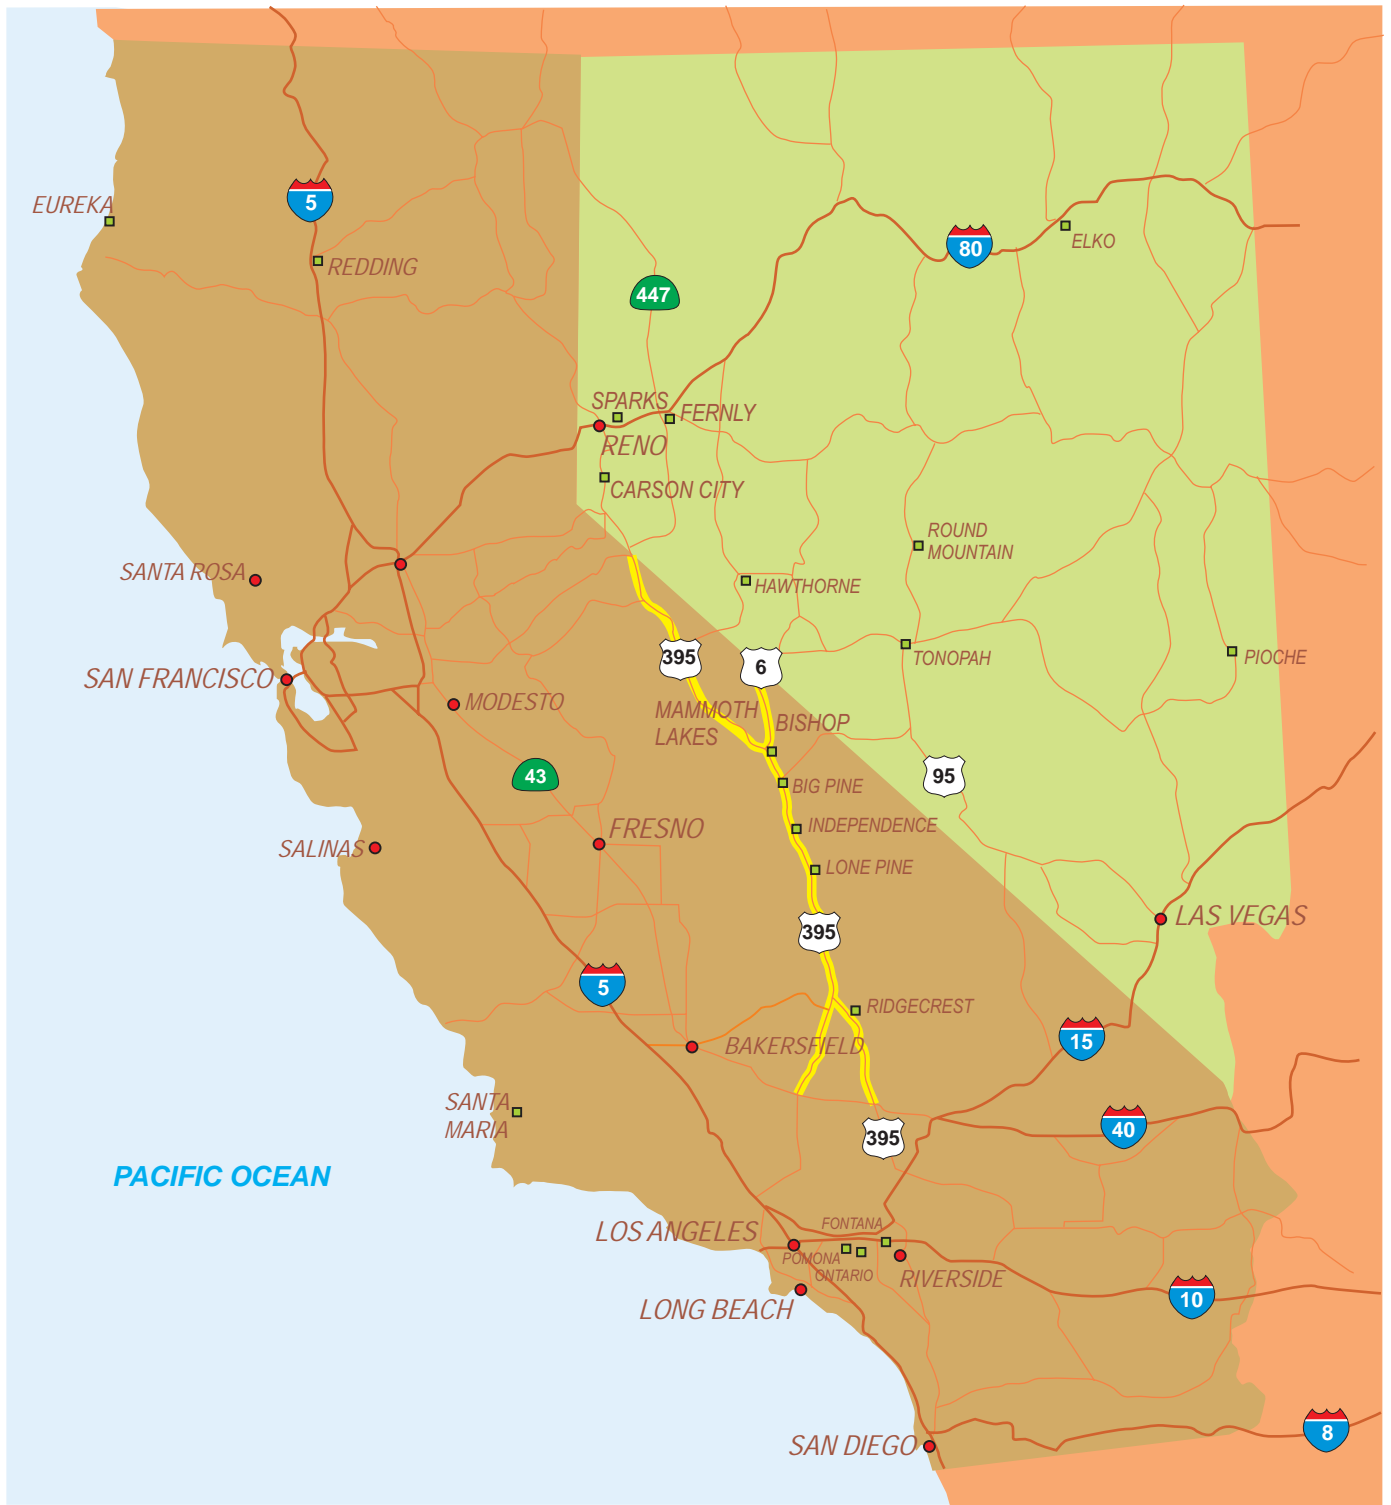 EUREKA
5
REDDING
80
ELKO
447
SPARKS
FERNLY
RENO
CARSON CITY
ROUND
MOUNTAIN
SANTA ROSA
HAWTHORNE
395
6
TONOPAH
PIOCHE
SAN FRANCISCO
MODESTO
MAMMOTH
LAKES
BISHOP
43
BIG PINE
95
FRESNO
INDEPENDENCE
SALINAS
LONE PINE
LAS VEGAS
395
5
RIDGECREST
BAKERSFIELD
15
SANTA
MARIA
40
395
PACIFIC OCEAN
LOS ANGELES
FONTANA
POMONA
ONTARIO
RIVERSIDE
LONG BEACH
10
SAN DIEGO
8